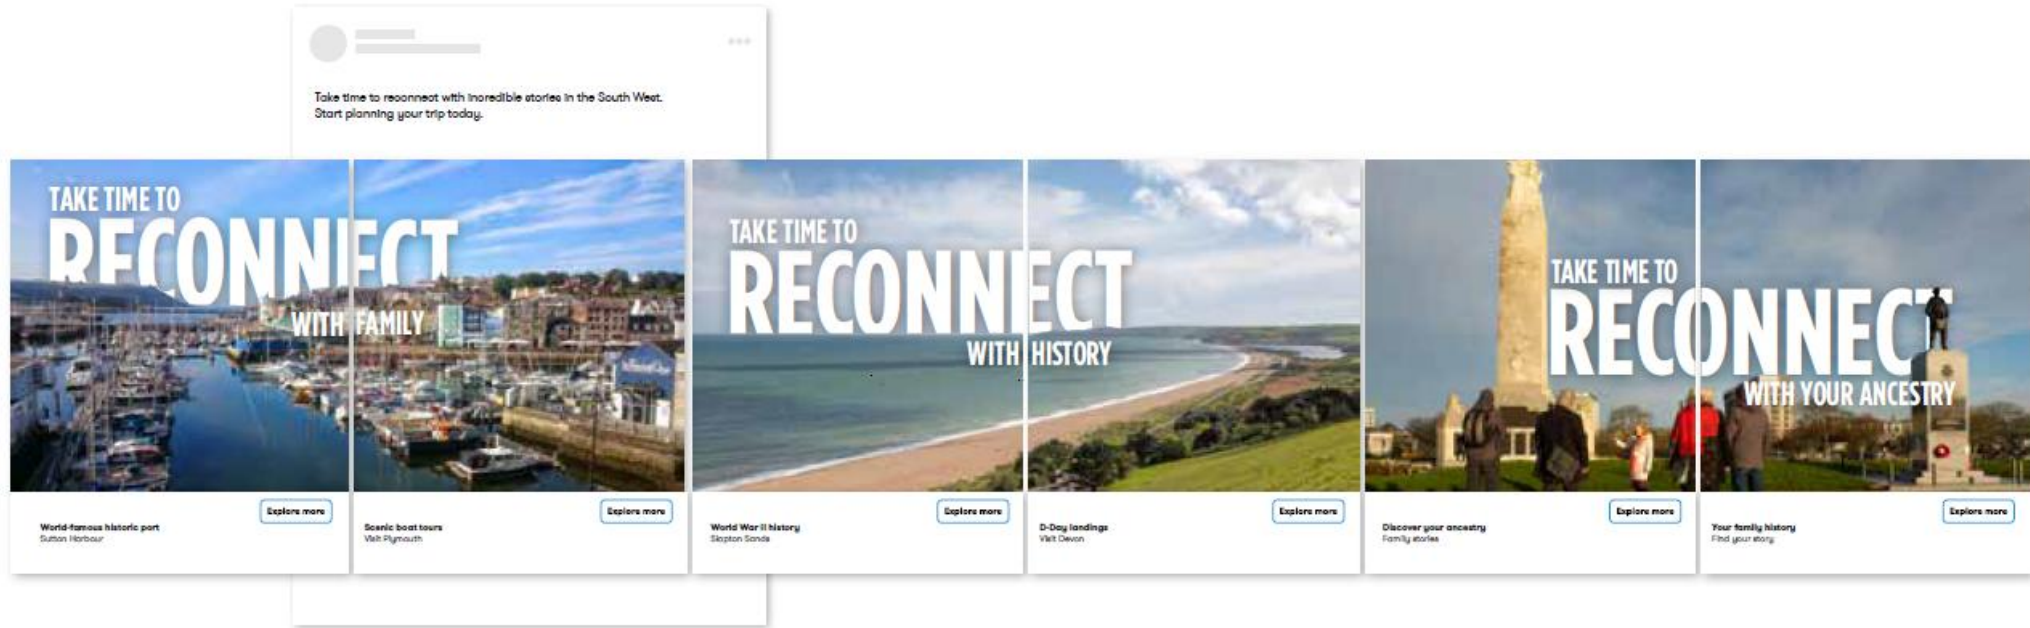 Take time to reconnect with incredible stories in the South West.
Start planning your trip today.
TAKE TIME TO
RECONNECT
WITH FAMILY
TAKE TIME TO
RECONNECT
WITH HISTORY
TAKE TIME TO
RECONNECT
WITH YOUR ANCESTRY
Explore more
World-famous historic port
Sutton Harbour
Explore more
Scenic boat tours
Visit Plymouth
Explore more
World War II history
Slapton Sands
Explore more
D-Day landings
Visit Devon
Explore more
Discover your ancestry
Family stories
Explore more
Your family history
Find your story